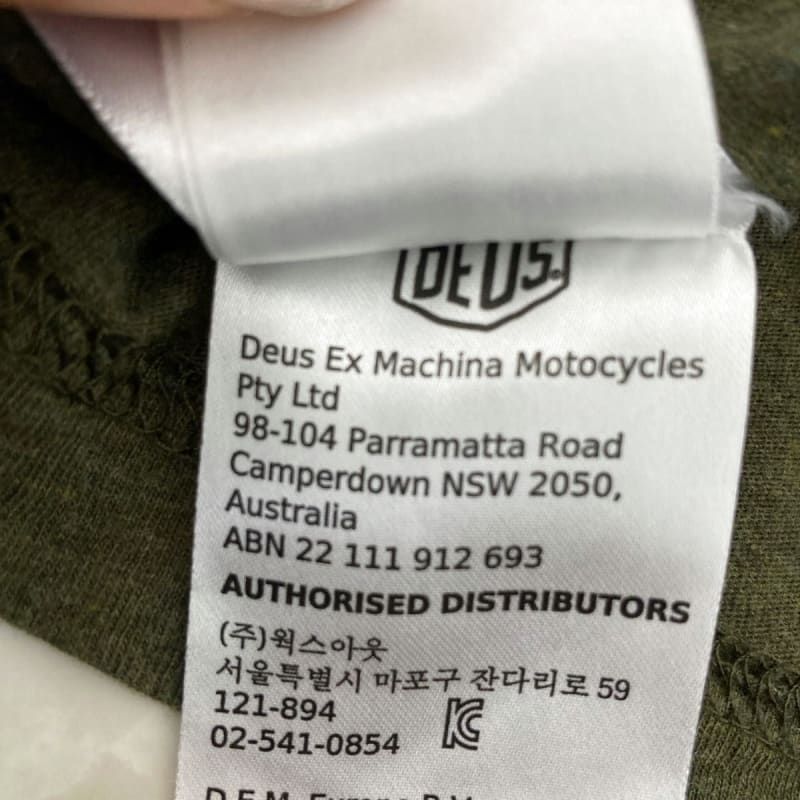 DEUS
Deus Ex Machina Motocycles
Pty Ltd
98-104 Parramatta Road
Camperdown NSW 2050,
Australia
ABN 22 111 912 693
AUTHORISED DISTRIBUTORS
(주)웍스아웃
서울특별시 마포구 잔다리로 59
121-894
02-541-0854
D.E.M. Europe